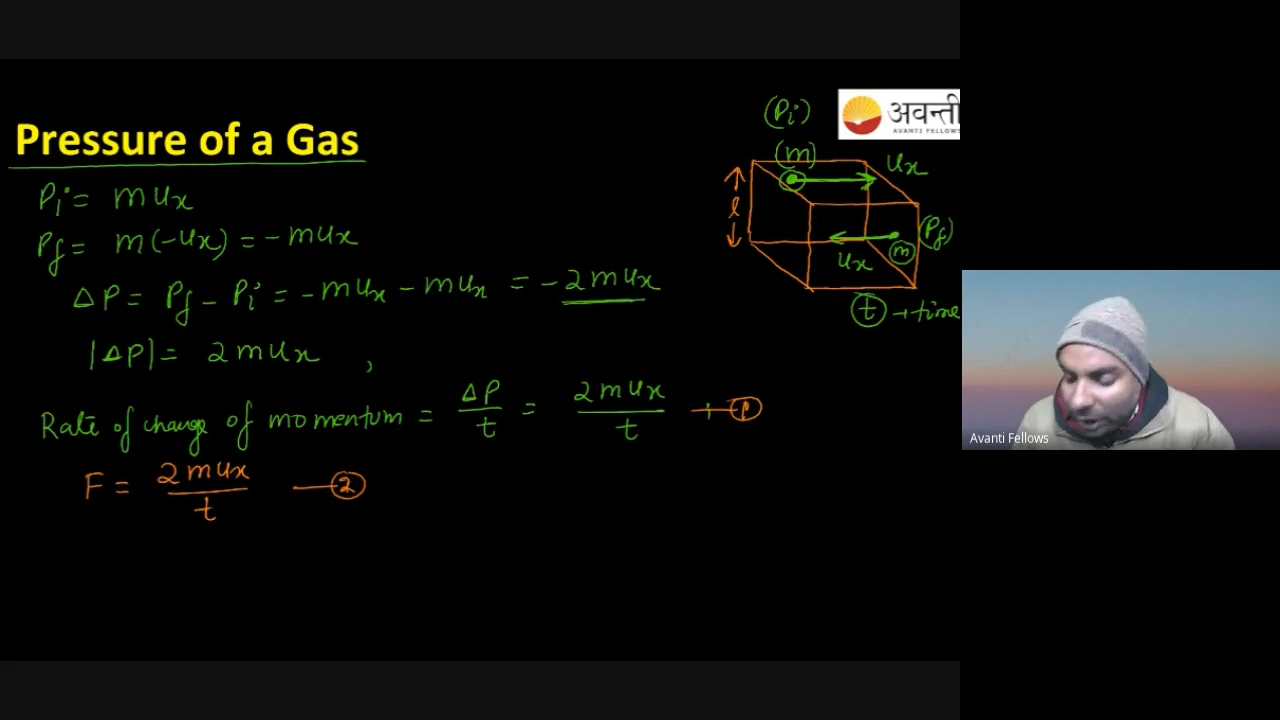 Pressure of a Gas
Pi = mux
Pf = m(-ux) = -mux
ΔP = Pf - Pi = -mux - mux = -2mux
|ΔP| = 2mux ,
Rate of change of momentum = ΔP/t = 2mux/t —①
F = 2mux/t —②
(Pi)
(m)
ux
l
(Pf)
m
ux
t → time
अवन्ती
AVANTI FELLOWS
Avanti Fellows